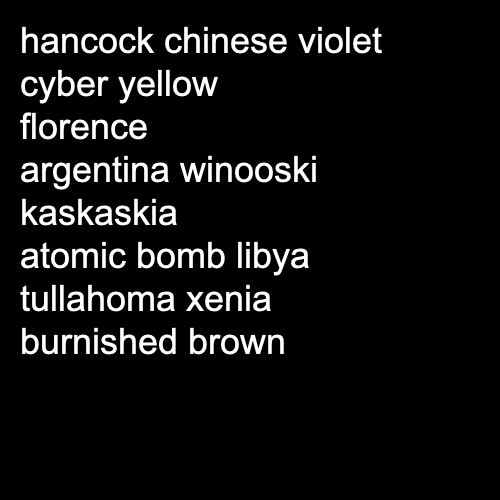 hancock chinese violet
cyber yellow
florence
argentina winooski
kaskaskia
atomic bomb libya
tullahoma xenia
burnished brown